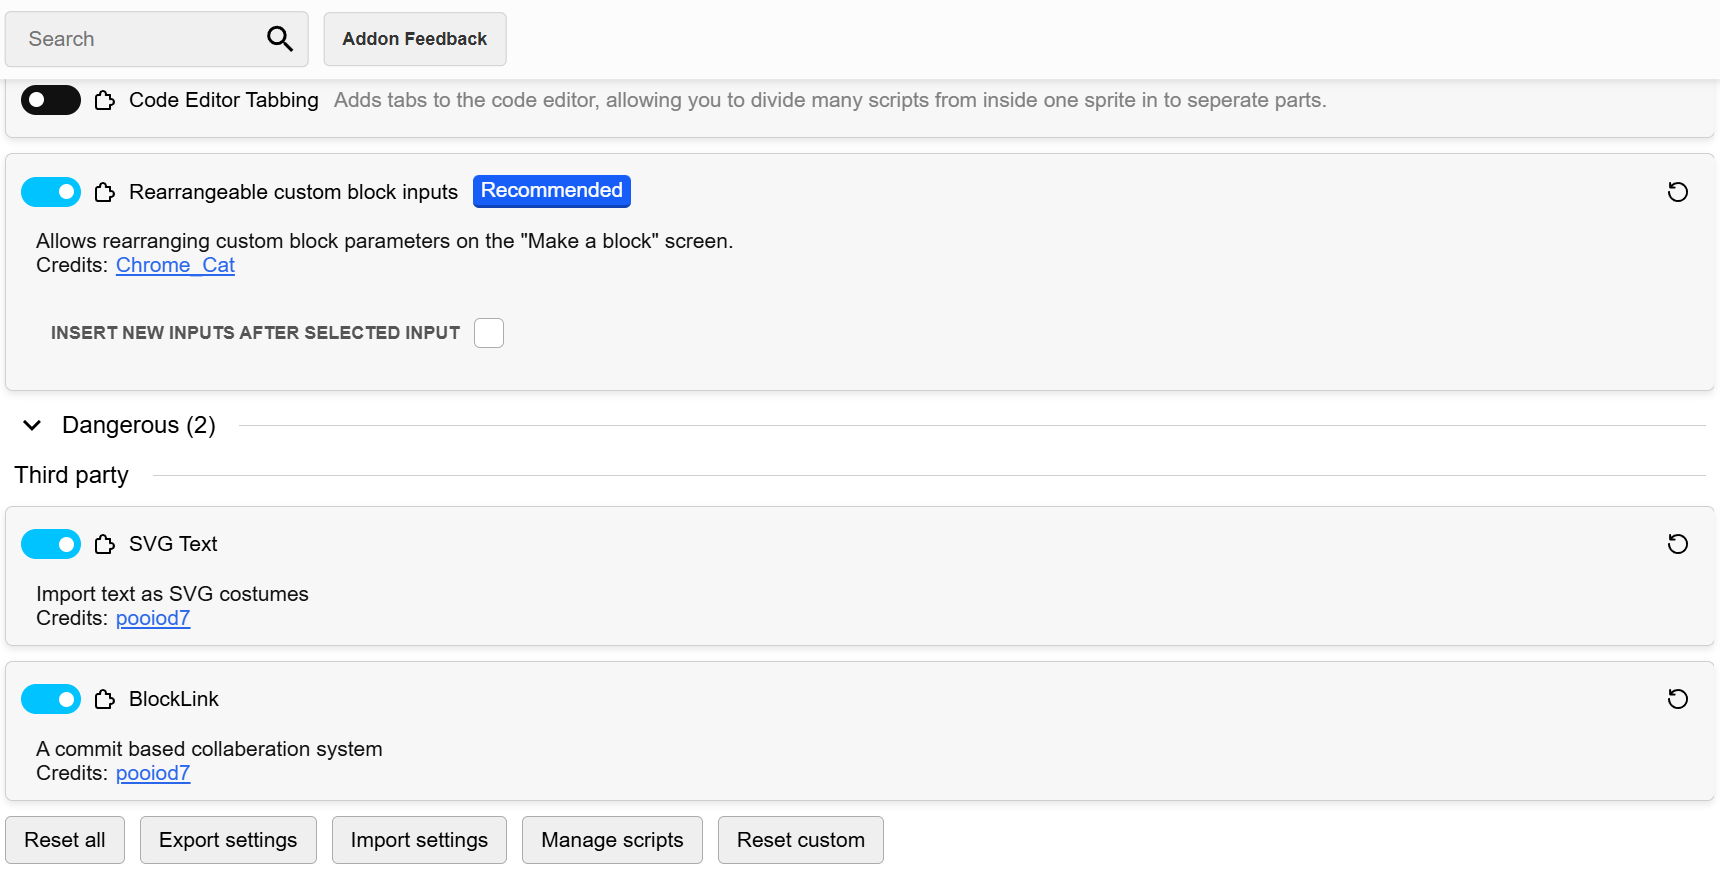 Search
Addon Feedback
Code Editor Tabbing Adds tabs to the code editor, allowing you to divide many scripts from inside one sprite in to seperate parts.
Rearrangeable custom block inputs Recommended
Allows rearranging custom block parameters on the "Make a block" screen.
Credits: Chrome_Cat
INSERT NEW INPUTS AFTER SELECTED INPUT
Dangerous (2)
Third party
SVG Text
Import text as SVG costumes
Credits: pooiod7
BlockLink
A commit based collaberation system
Credits: pooiod7
Reset all
Export settings
Import settings
Manage scripts
Reset custom